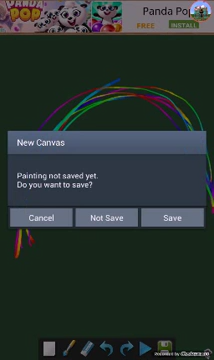 PANDA
POP
Panda Pop
FREE
INSTALL
New Canvas
Painting not saved yet.
Do you want to save?
Cancel
Not Save
Save